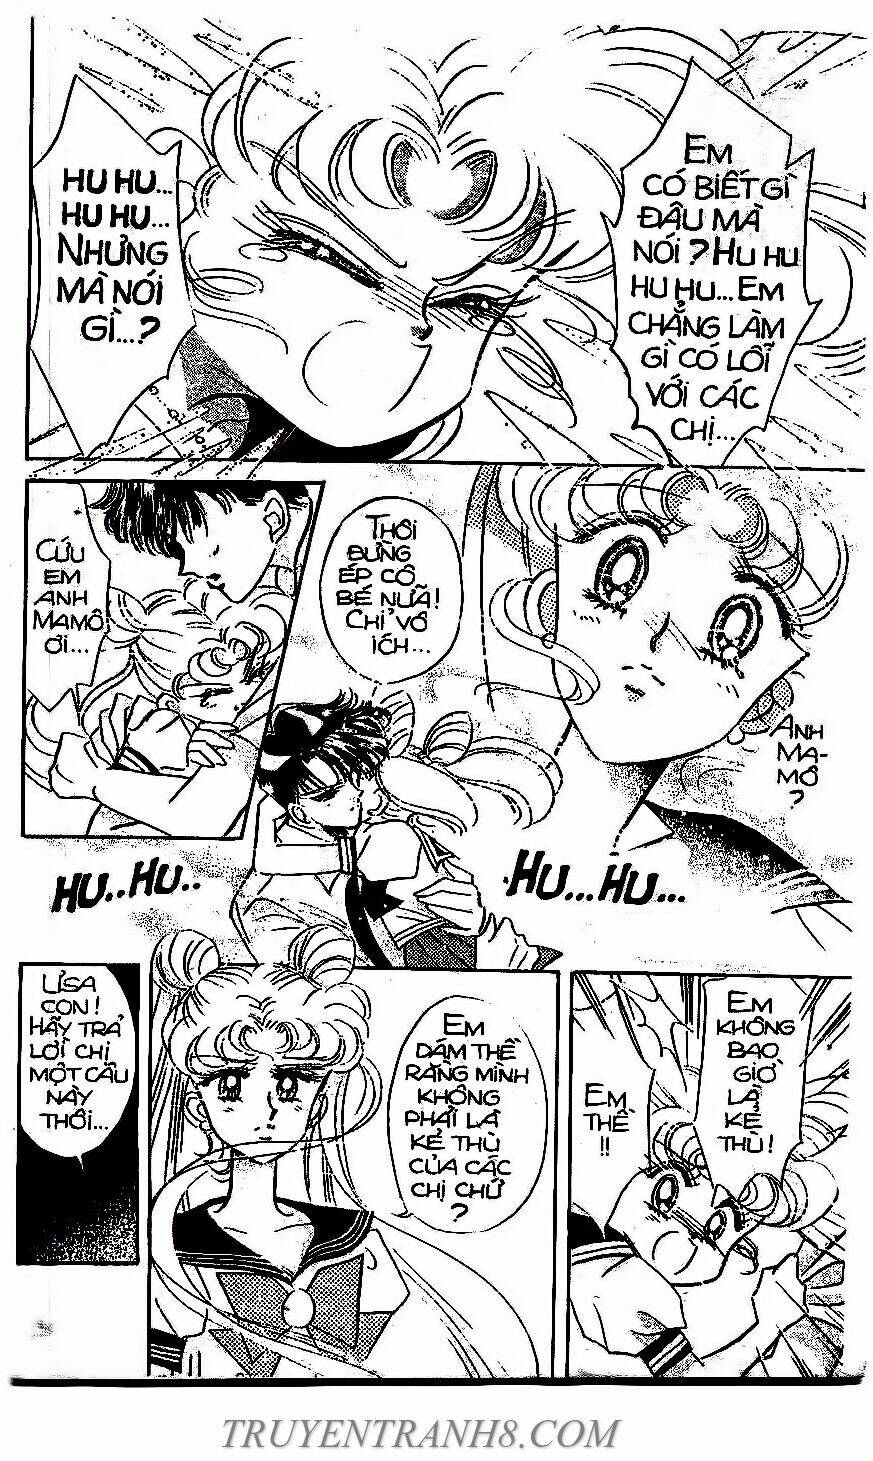 HU HU...
HU HU...
NHƯNG
MÀ NÓI
GÌ...?
EM
CÓ BIẾT GÌ
ĐÂU MÀ
NÓI? HU HU
HU HU... EM
CHẲNG LÀM
GÌ CÓ LỖI
VỚI CÁC
CHỊ...
CỨU
EM
ANH
MAMÔ
ƠI...
THÔI
ĐỪNG
ÉP CÔ
BÉ NỮA!
CHỈ VÔ
ÍCH...
ANH
MA-
MÔ
?
HU..HU..
HU...HU...
LISA
CON!
HÃY TRẢ
LỜI CHỊ
MỘT CÂU
NÀY
THÔI...
EM
DÁM THỀ
RẰNG MÌNH
KHÔNG
PHẢI LÀ
KẺ THÙ
CỦA CÁC
CHỊ CHỨ
?
EM
THỀ
!!
EM
KHÔNG
BAO
GIỜ
LÀ
KẺ
THÙ!
TRUYENTRANH8.COM